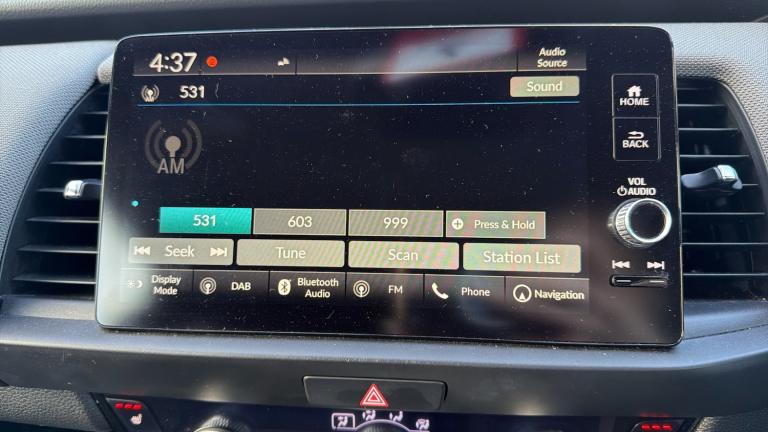 4:37
Audio
Source
531
Sound
AM
HOME
BACK
VOL
AUDIO
531
603
999
Press & Hold
Seek
Tune
Scan
Station List
Display
Mode
DAB
Bluetooth
Audio
FM
Phone
Navigation